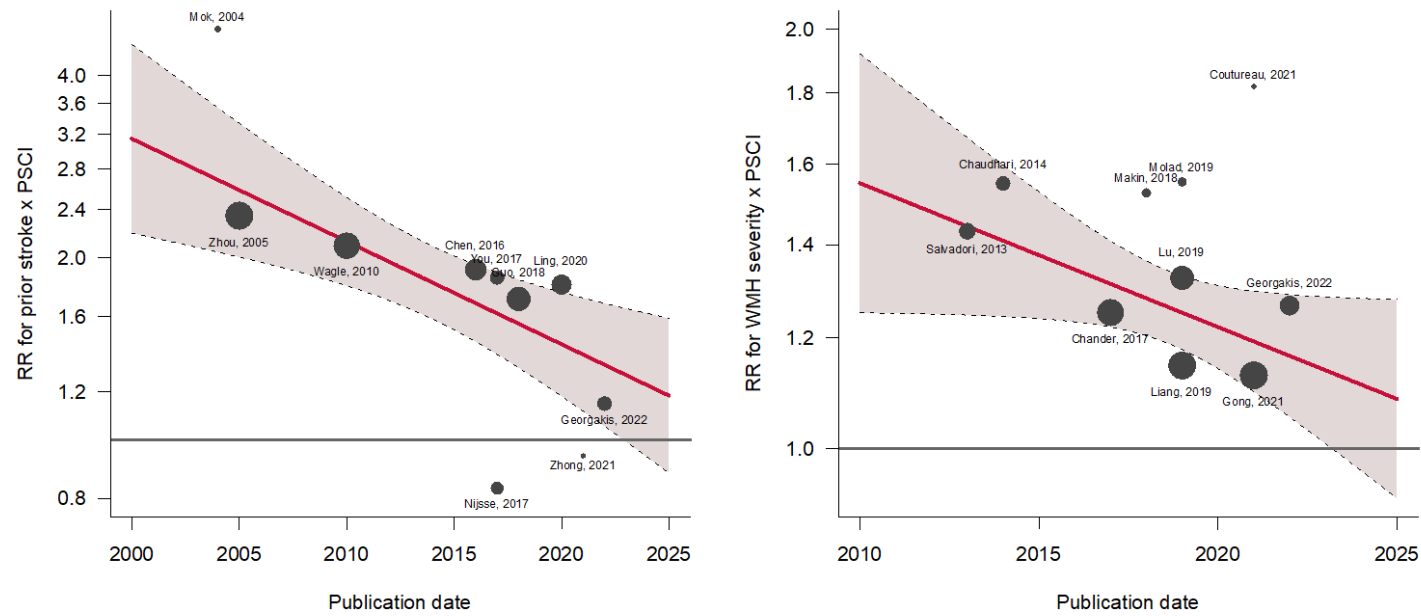 RR for prior stroke x PSCI
4.0
3.6
3.2
2.8
2.4
2.0
1.6
1.2
0.8
Mok, 2004
Zhou, 2005
Wagle, 2010
Chen, 2016
You, 2017
Guo, 2018
Ling, 2020
Georgakis, 2022
Zhong, 2021
Nijsse, 2017
2000 2005 2010 2015 2020 2025
Publication date
RR for WMH severity x PSCI
2.0
1.8
1.6
1.4
1.2
1.0
Coutureau, 2021
Chaudhari, 2014
Molad, 2019
Makin, 2018
Salvadori, 2013
Lu, 2019
Georgakis, 2022
Chander, 2017
Liang, 2019
Gong, 2021
2010 2015 2020 2025
Publication date